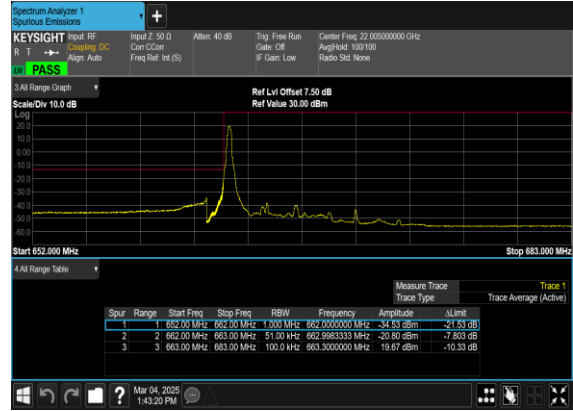 Spectrum Analyzer 1
Spurious Emissions
KEYSIGHT Input: RF Input Z: 50 Ω Atten: 40 dB Trig: Free Run Center Freq: 22.005000000 GHz
R T Coupling: DC Corr CCorr Gate: Off Avg|Hold: 100/100
Align: Auto Freq Ref: Int (S) IF Gain: Low Radio Std: None
PASS
3 All Range Graph Ref Lvl Offset 7.50 dB
Scale/Div 10.0 dB Ref Value 30.00 dBm
Log
20.0
10.0
0.00
-10.0
-20.0
-30.0
-40.0
-50.0
-60.0
Start 652.000 MHz Stop 683.000 MHz
4 All Range Table
Measure Trace Trace 1
Trace Type Trace Average (Active)
Spur Range Start Freq Stop Freq RBW Frequency Amplitude ΔLimit
1 1 652.00 MHz 662.00 MHz 1.000 MHz 662.0000000 MHz -34.53 dBm -21.53 dB
2 2 662.00 MHz 663.00 MHz 51.00 kHz 662.9983333 MHz -20.80 dBm -7.803 dB
3 3 663.00 MHz 683.00 MHz 100.0 kHz 663.3000000 MHz 19.67 dBm -10.33 dB
? Mar 04, 2025
1:43:20 PM